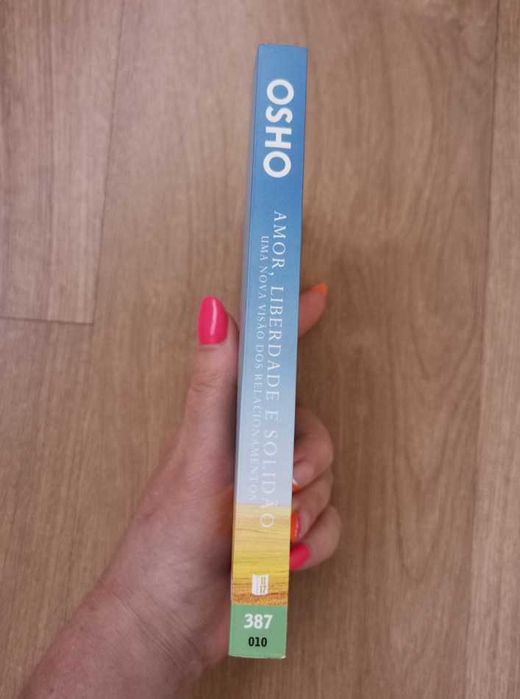 OSHO
AMOR, LIBERDADE E SOLIDÃO
UMA NOVA VISÃO DOS RELACIONAMENTOS
387
010